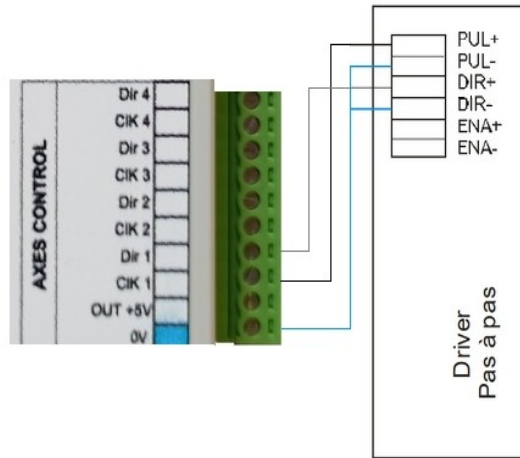 AXES CONTROL
Dir 4
ClK 4
Dir 3
ClK 3
Dir 2
ClK 2
Dir 1
ClK 1
OUT +5V
0V
PUL+
PUL-
DIR+
DIR-
ENA+
ENA-
Driver
Pas à pas